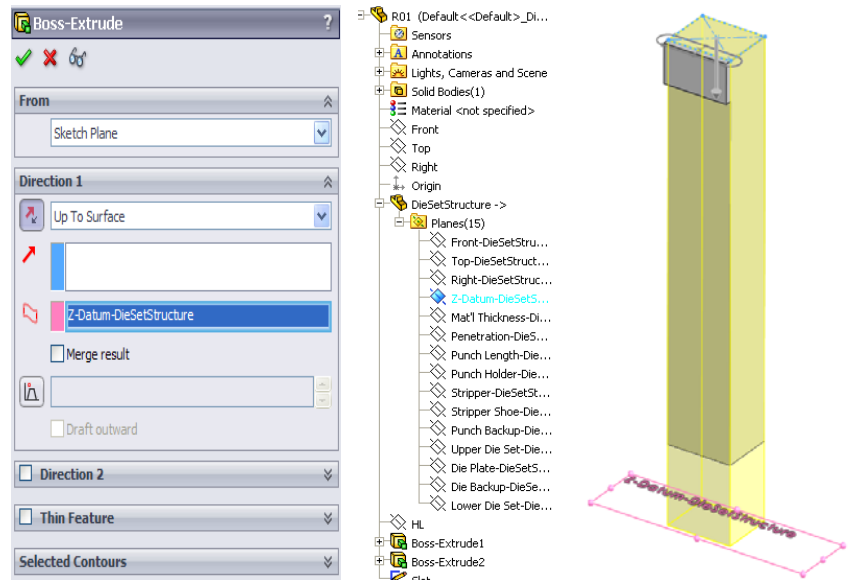 Boss-Extrude
?
From
Sketch Plane
Direction 1
Up To Surface
Z-Datum-DieSetStructure
Merge result
Draft outward
Direction 2
Thin Feature
Selected Contours
R01 (Default<<Default>_Di...
Sensors
A Annotations
Lights, Cameras and Scene
Solid Bodies(1)
Material <not specified>
Front
Top
Right
Origin
DieSetStructure ->
Planes(15)
Front-DieSetStru...
Top-DieSetStruct...
Right-DieSetStruc...
Z-Datum-DieSetS...
Mat'l Thickness-Di...
Penetration-DieS...
Punch Length-Die...
Punch Holder-Die...
Stripper-DieSetSt...
Stripper Shoe-Die...
Punch Backup-Die...
Upper Die Set-Die...
Die Plate-DieSetS...
Die Backup-DieSe...
Lower Die Set-Die...
HL
Boss-Extrude1
Boss-Extrude2
Slot
Z-Datum-DieSetStructure